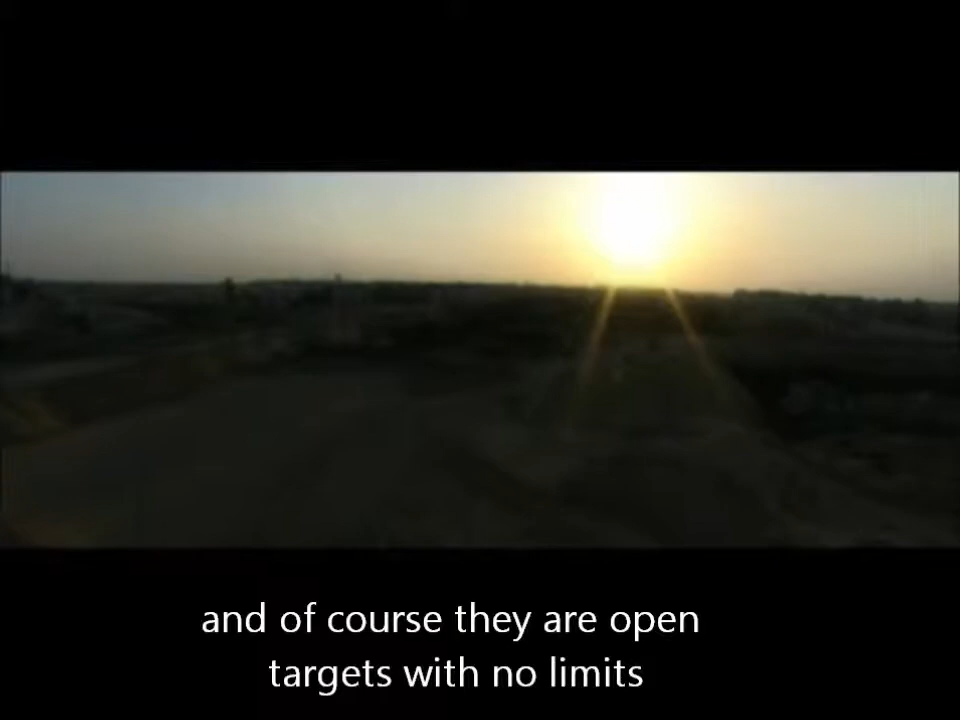 and of course they are open
targets with no limits